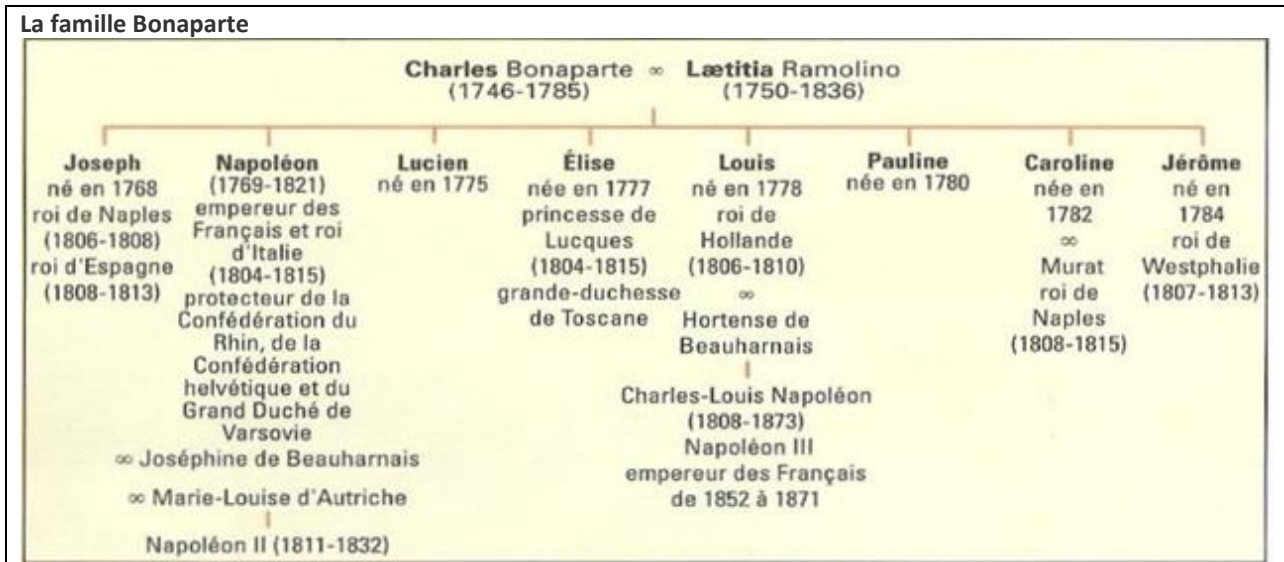 La famille Bonaparte
Charles Bonaparte ∞ Lætitia Ramolino
(1746-1785) (1750-1836)
Joseph
né en 1768
roi de Naples
(1806-1808)
roi d'Espagne
(1808-1813)
Napoléon
(1769-1821)
empereur des
Français et roi
d'Italie
(1804-1815)
protecteur de la
Confédération du
Rhin, de la
Confédération
helvétique et du
Grand Duché de
Varsovie
∞ Joséphine de Beauharnais
∞ Marie-Louise d'Autriche
Napoléon II (1811-1832)
Lucien
né en 1775
Élise
née en 1777
princesse de
Lucques
(1804-1815)
grande-duchesse
de Toscane
Louis
né en 1778
roi de
Hollande
(1806-1810)
∞
Hortense de
Beauharnais
Charles-Louis Napoléon
(1808-1873)
Napoléon III
empereur des Français
de 1852 à 1871
Pauline
née en 1780
Caroline
née en
1782
∞
Murat
roi de
Naples
(1808-1815)
Jérôme
né en
1784
roi de
Westphalie
(1807-1813)